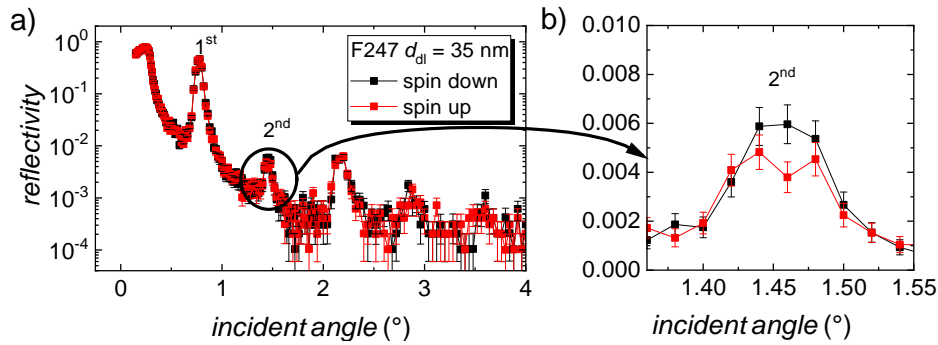 a)
reflectivity
10⁰
10⁻¹
10⁻²
10⁻³
10⁻⁴
1ˢᵗ
2ⁿᵈ
F247 d_dl = 35 nm
spin down
spin up
0 1 2 3 4
incident angle (°)
b)
0.010
0.008
0.006
0.004
0.002
0.000
2ⁿᵈ
1.40 1.45 1.50 1.55
incident angle (°)